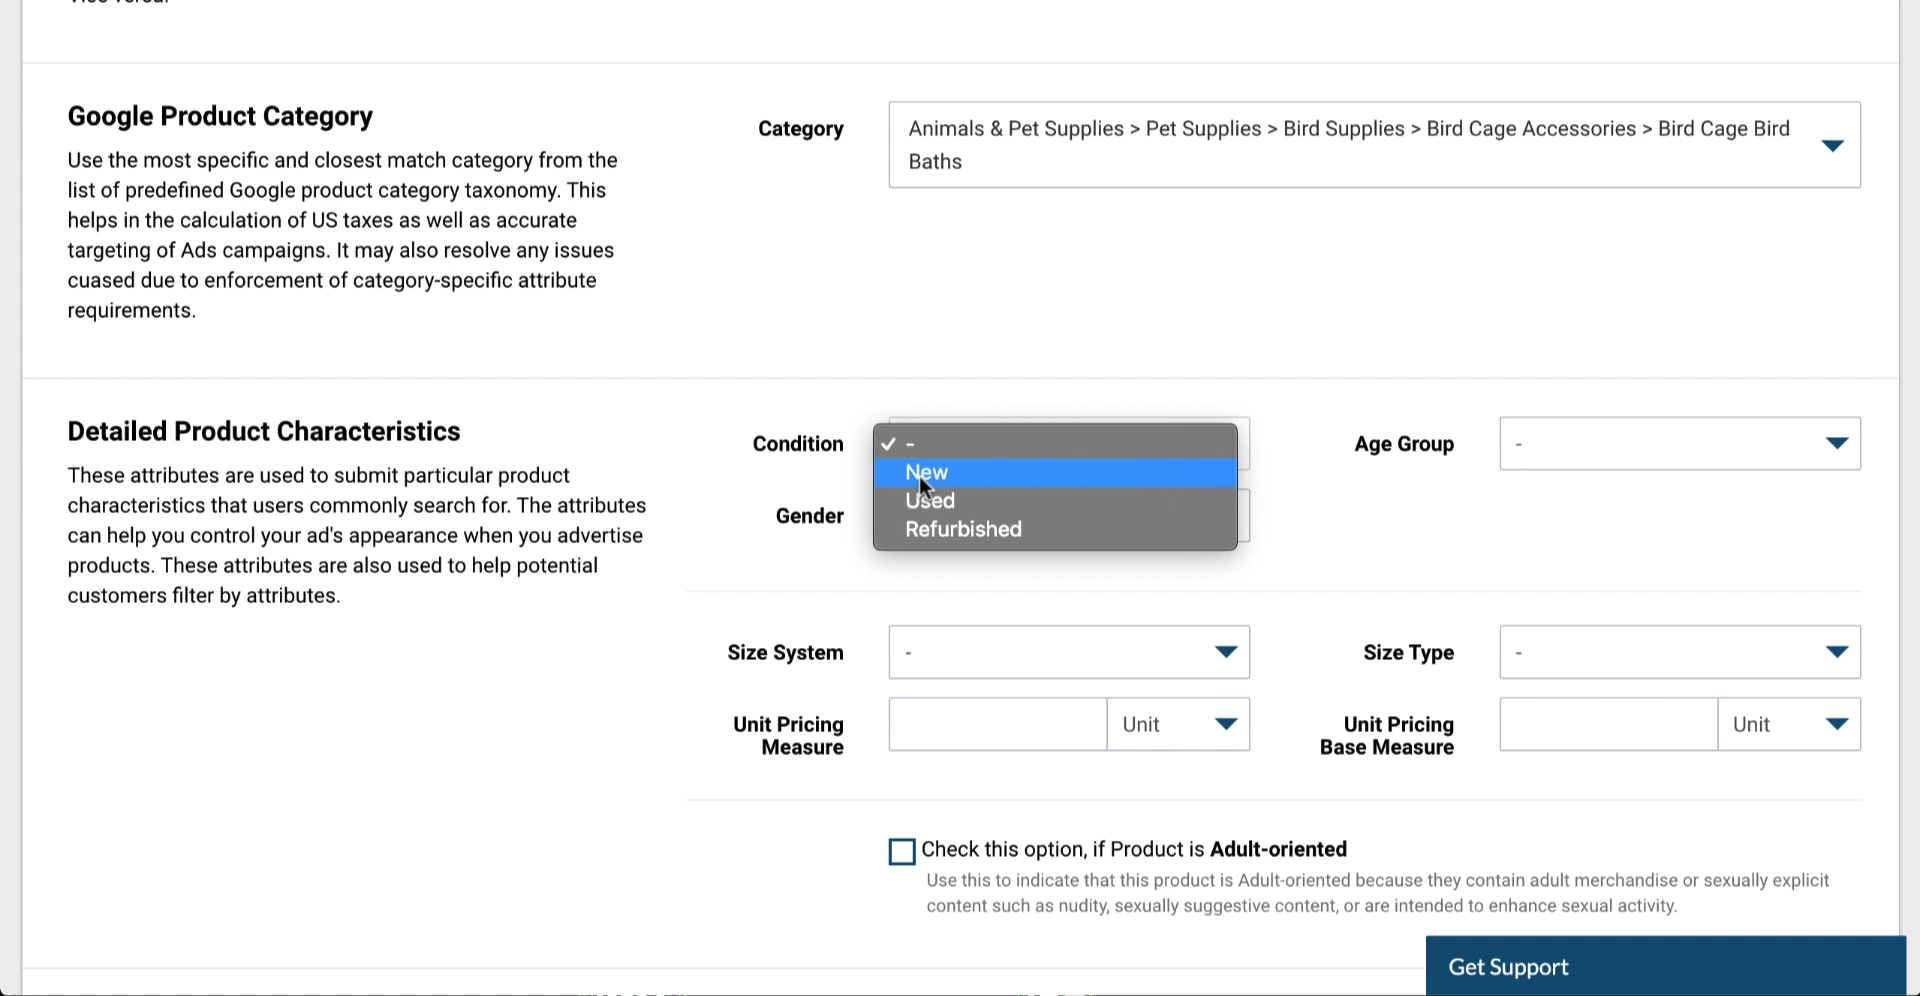 Google Product Category
Use the most specific and closest match category from the
list of predefined Google product category taxonomy. This
helps in the calculation of US taxes as well as accurate
targeting of Ads campaigns. It may also resolve any issues
cuased due to enforcement of category-specific attribute
requirements.
Category
Animals & Pet Supplies > Pet Supplies > Bird Supplies > Bird Cage Accessories > Bird Cage Bird
Baths
Detailed Product Characteristics
These attributes are used to submit particular product
characteristics that users commonly search for. The attributes
can help you control your ad's appearance when you advertise
products. These attributes are also used to help potential
customers filter by attributes.
Condition
✓ -
New
Used
Refurbished
Age Group
-
Gender
Size System
-
Size Type
-
Unit Pricing
Measure
Unit
Unit Pricing
Base Measure
Unit
Check this option, if Product is Adult-oriented
Use this to indicate that this product is Adult-oriented because they contain adult merchandise or sexually explicit
content such as nudity, sexually suggestive content, or are intended to enhance sexual activity.
Get Support